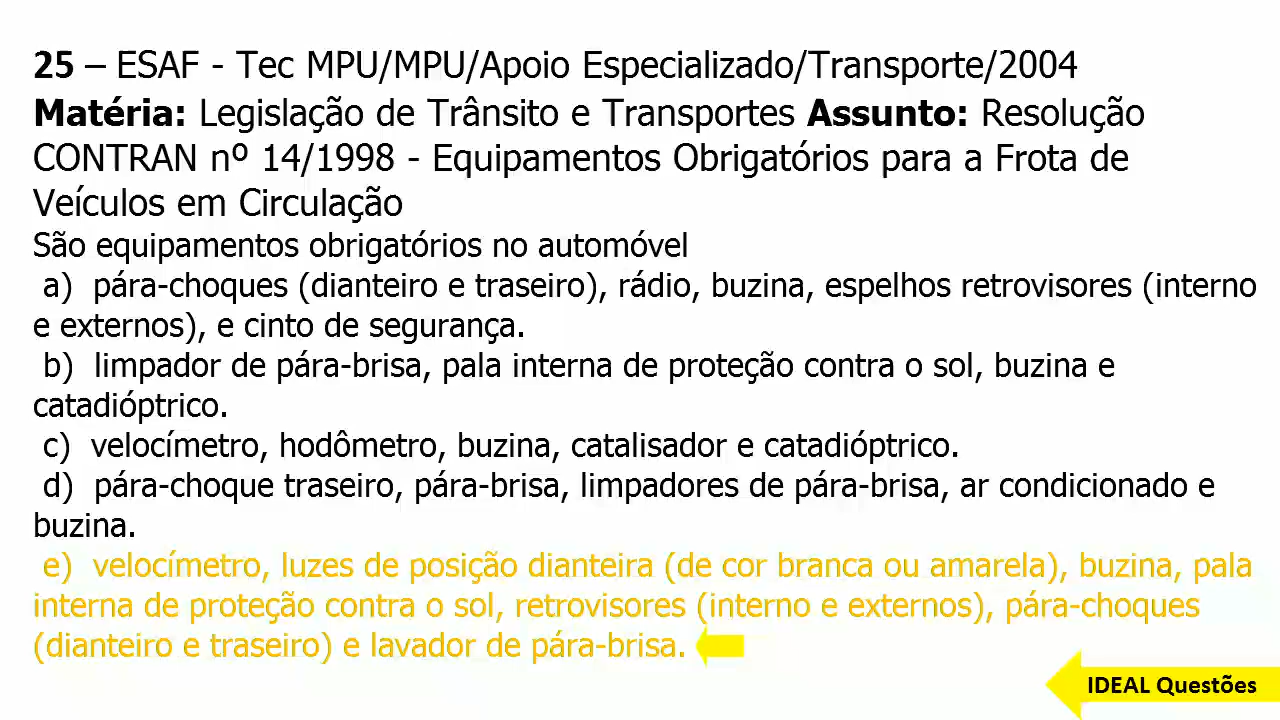 25 – ESAF - Tec MPU/MPU/Apoio Especializado/Transporte/2004
Matéria: Legislação de Trânsito e Transportes Assunto: Resolução
CONTRAN nº 14/1998 - Equipamentos Obrigatórios para a Frota de
Veículos em Circulação
São equipamentos obrigatórios no automóvel
a) pára-choques (dianteiro e traseiro), rádio, buzina, espelhos retrovisores (interno
e externos), e cinto de segurança.
b) limpador de pára-brisa, pala interna de proteção contra o sol, buzina e
catadióptrico.
c) velocímetro, hodômetro, buzina, catalisador e catadióptrico.
d) pára-choque traseiro, pára-brisa, limpadores de pára-brisa, ar condicionado e
buzina.
e) velocímetro, luzes de posição dianteira (de cor branca ou amarela), buzina, pala
interna de proteção contra o sol, retrovisores (interno e externos), pára-choques
(dianteiro e traseiro) e lavador de pára-brisa.
IDEAL Questões